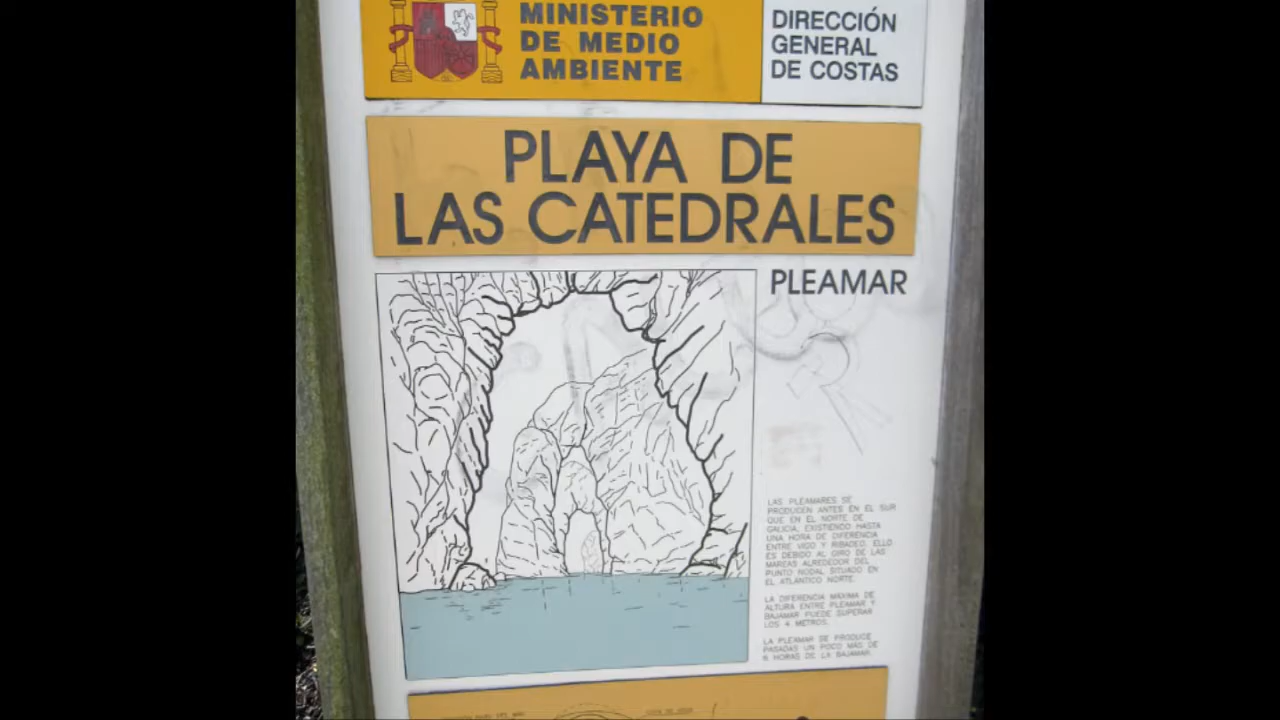 MINISTERIO
DE MEDIO
AMBIENTE
DIRECCIÓN
GENERAL
DE COSTAS
PLAYA DE
LAS CATEDRALES
PLEAMAR
LAS PLEAMARES SE
PRODUCEN ANTES EN EL SUR
QUE EN EL NORTE DE
GALICIA, EXISTIENDO HASTA
UNA HORA DE DIFERENCIA
ENTRE VIGO Y RIBADEO. ELLO
ES DEBIDO AL GIRO DE LAS
MAREAS ALREDEDOR DEL
PUNTO NODAL SITUADO EN
EL ATLANTICO NORTE.
LA DIFERENCIA MAXIMA DE
ALTURA ENTRE PLEAMAR Y
BAJAMAR PUEDE SUPERAR
LOS 4 METROS.
LA PLEAMAR SE PRODUCE
PASADAS UN POCO MÁS DE
6 HORAS DE LA BAJAMAR.